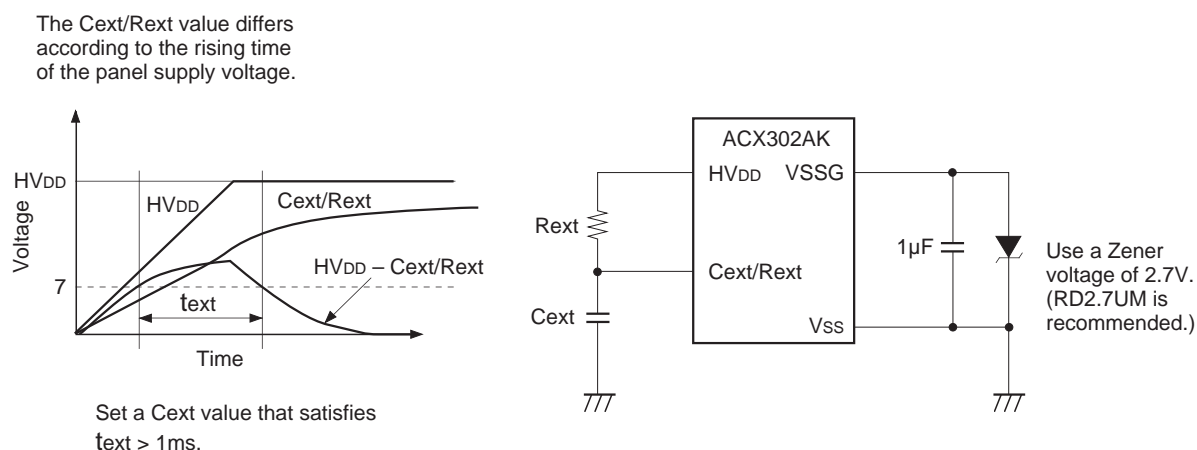 The Cext/Rext value differs
according to the rising time
of the panel supply voltage.
HVDD
HVDD
Cext/Rext
Voltage
7
HVDD – Cext/Rext
text
Time
Set a Cext value that satisfies
text > 1ms.
ACX302AK
HVDD VSSG
Rext
Cext/Rext
Cext
VSS
1µF
Use a Zener
voltage of 2.7V.
(RD2.7UM is
recommended.)